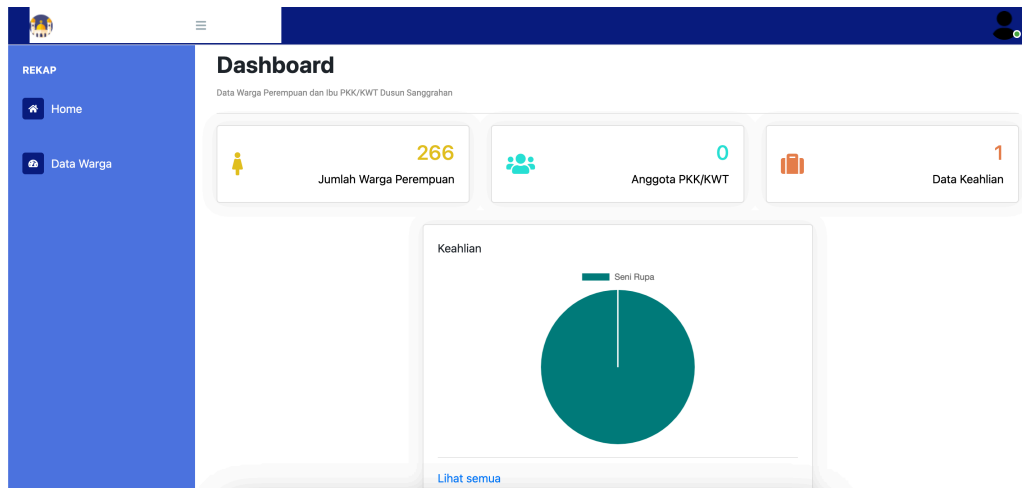 REKAP
Home
Data Warga
Dashboard
Data Warga Perempuan dan Ibu PKK/KWT Dusun Sanggrahan
266
Jumlah Warga Perempuan
0
Anggota PKK/KWT
1
Data Keahlian
Keahlian
Seni Rupa
Lihat semua